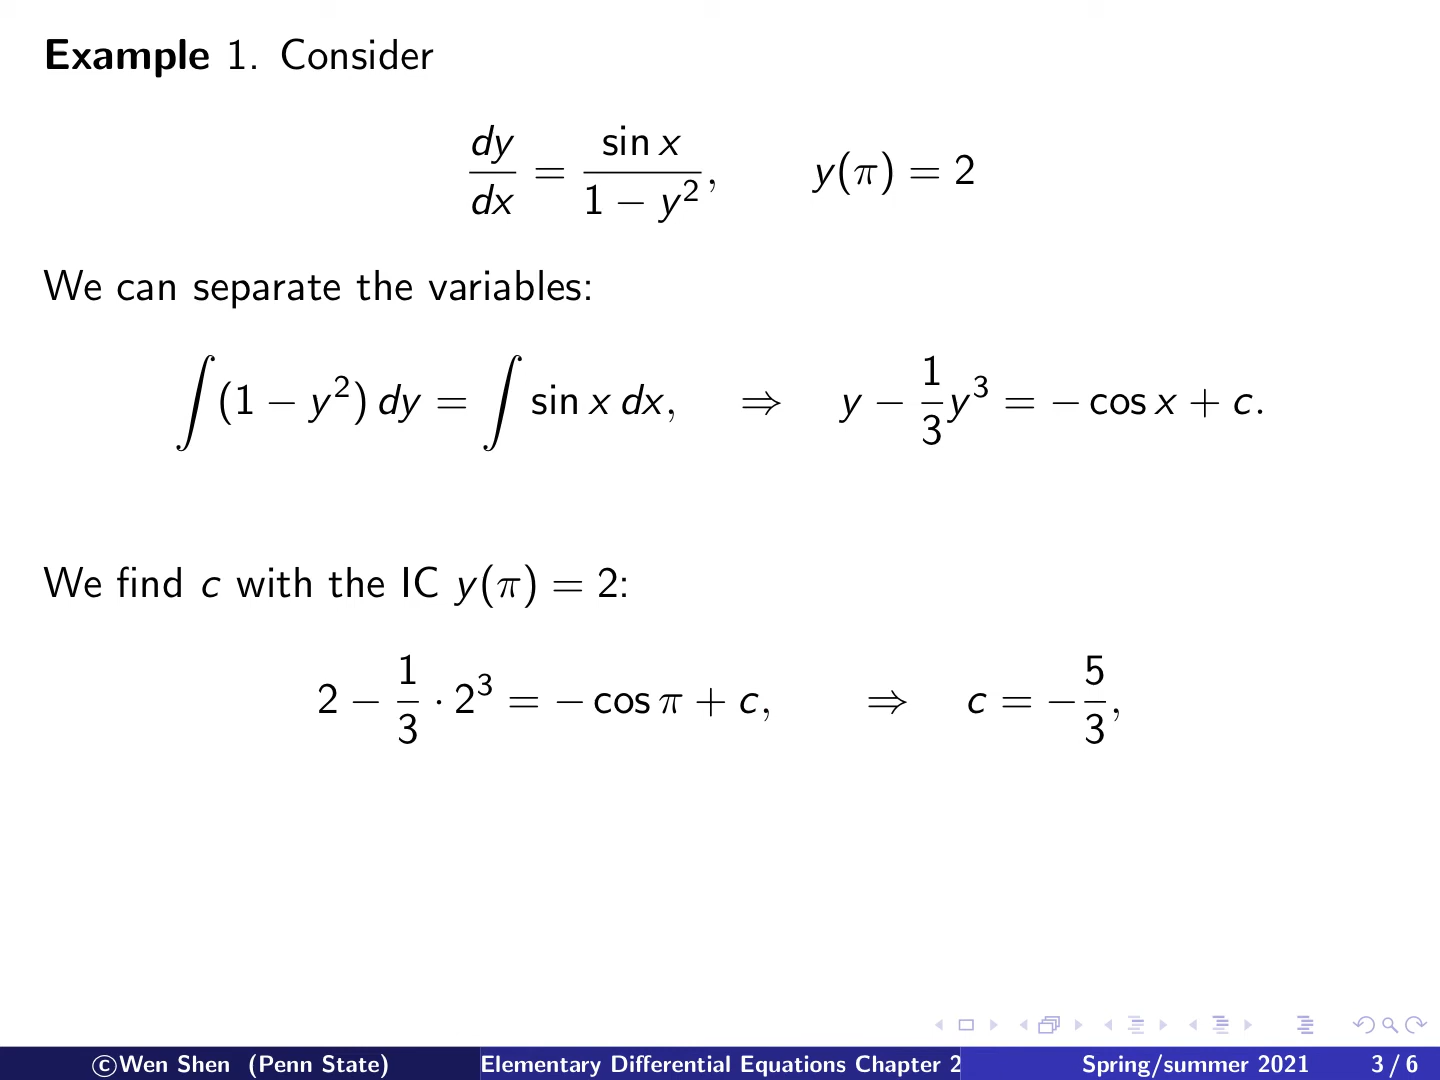 Example 1. Consider
dy/dx = sin x / (1 − y²),   y(π) = 2
We can separate the variables:
∫(1 − y²) dy = ∫ sin x dx,   ⇒   y − 1/3 y³ = − cos x + c.
We find c with the IC y(π) = 2:
2 − 1/3 · 2³ = − cos π + c,   ⇒   c = −5/3,
©Wen Shen (Penn State)   Elementary Differential Equations Chapter 2   Spring/summer 2021   3 / 6